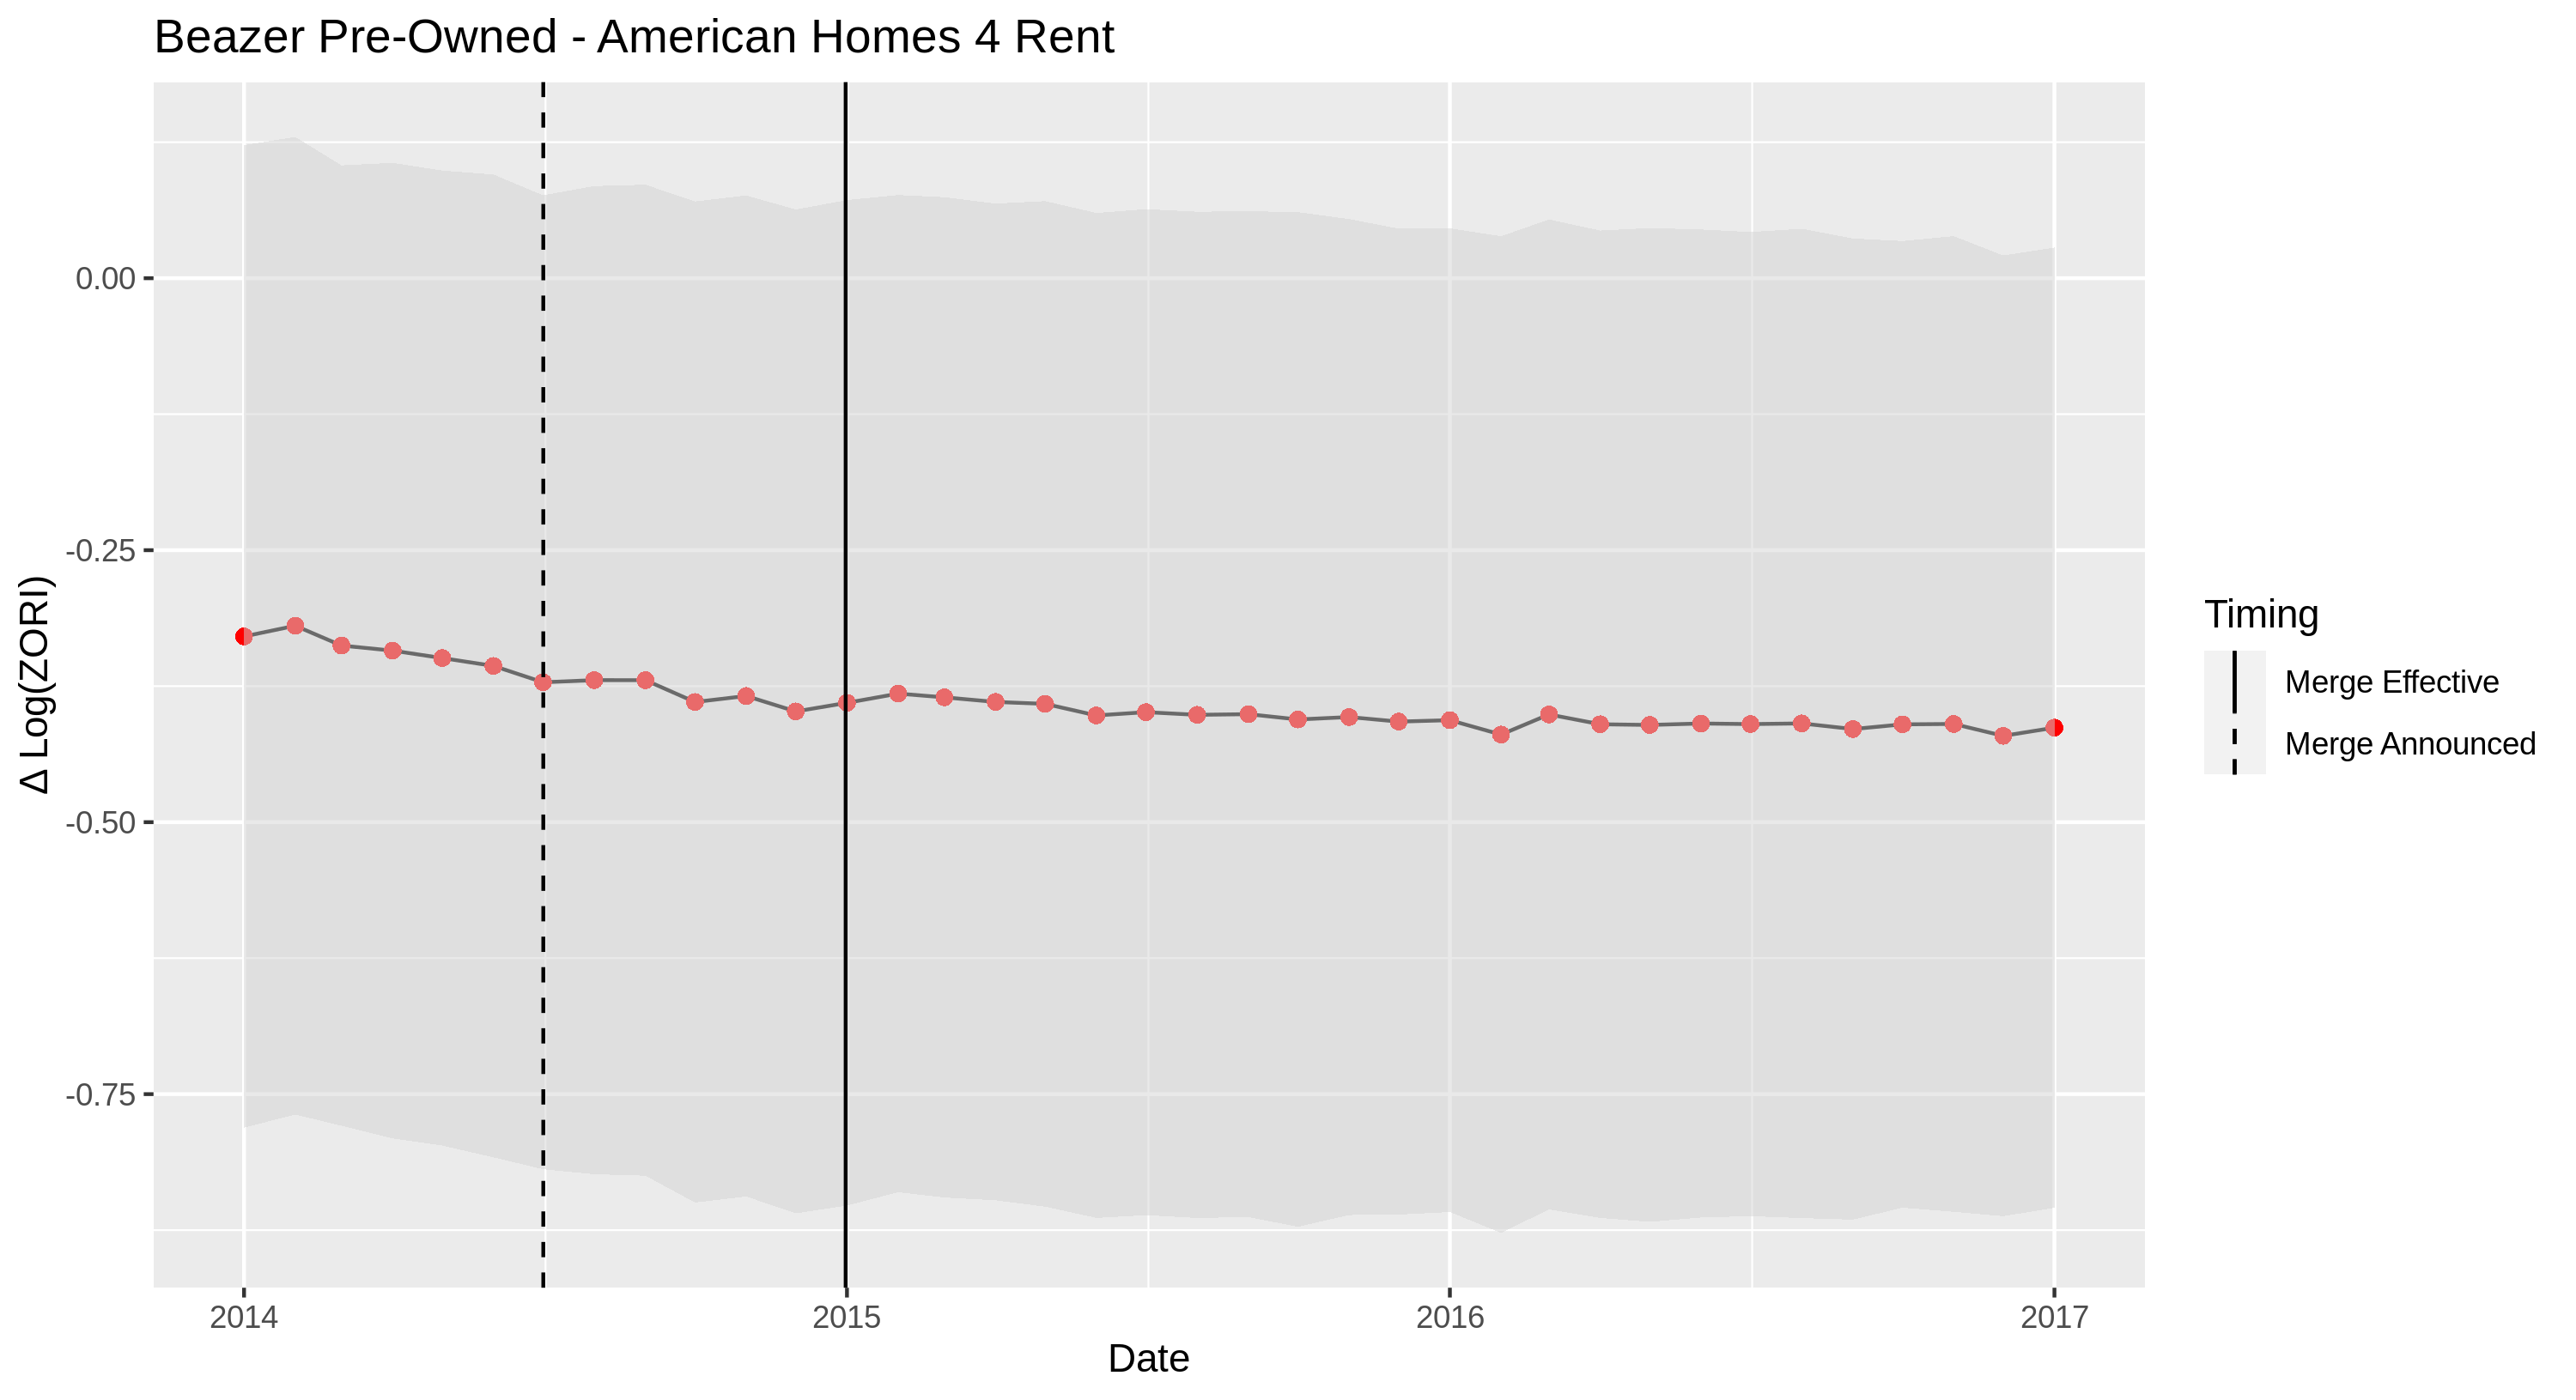 Beazer Pre-Owned - American Homes 4 Rent
Δ Log(ZORI)
0.00
-0.25
-0.50
-0.75
2014
2015
2016
2017
Date
Timing
Merge Effective
Merge Announced